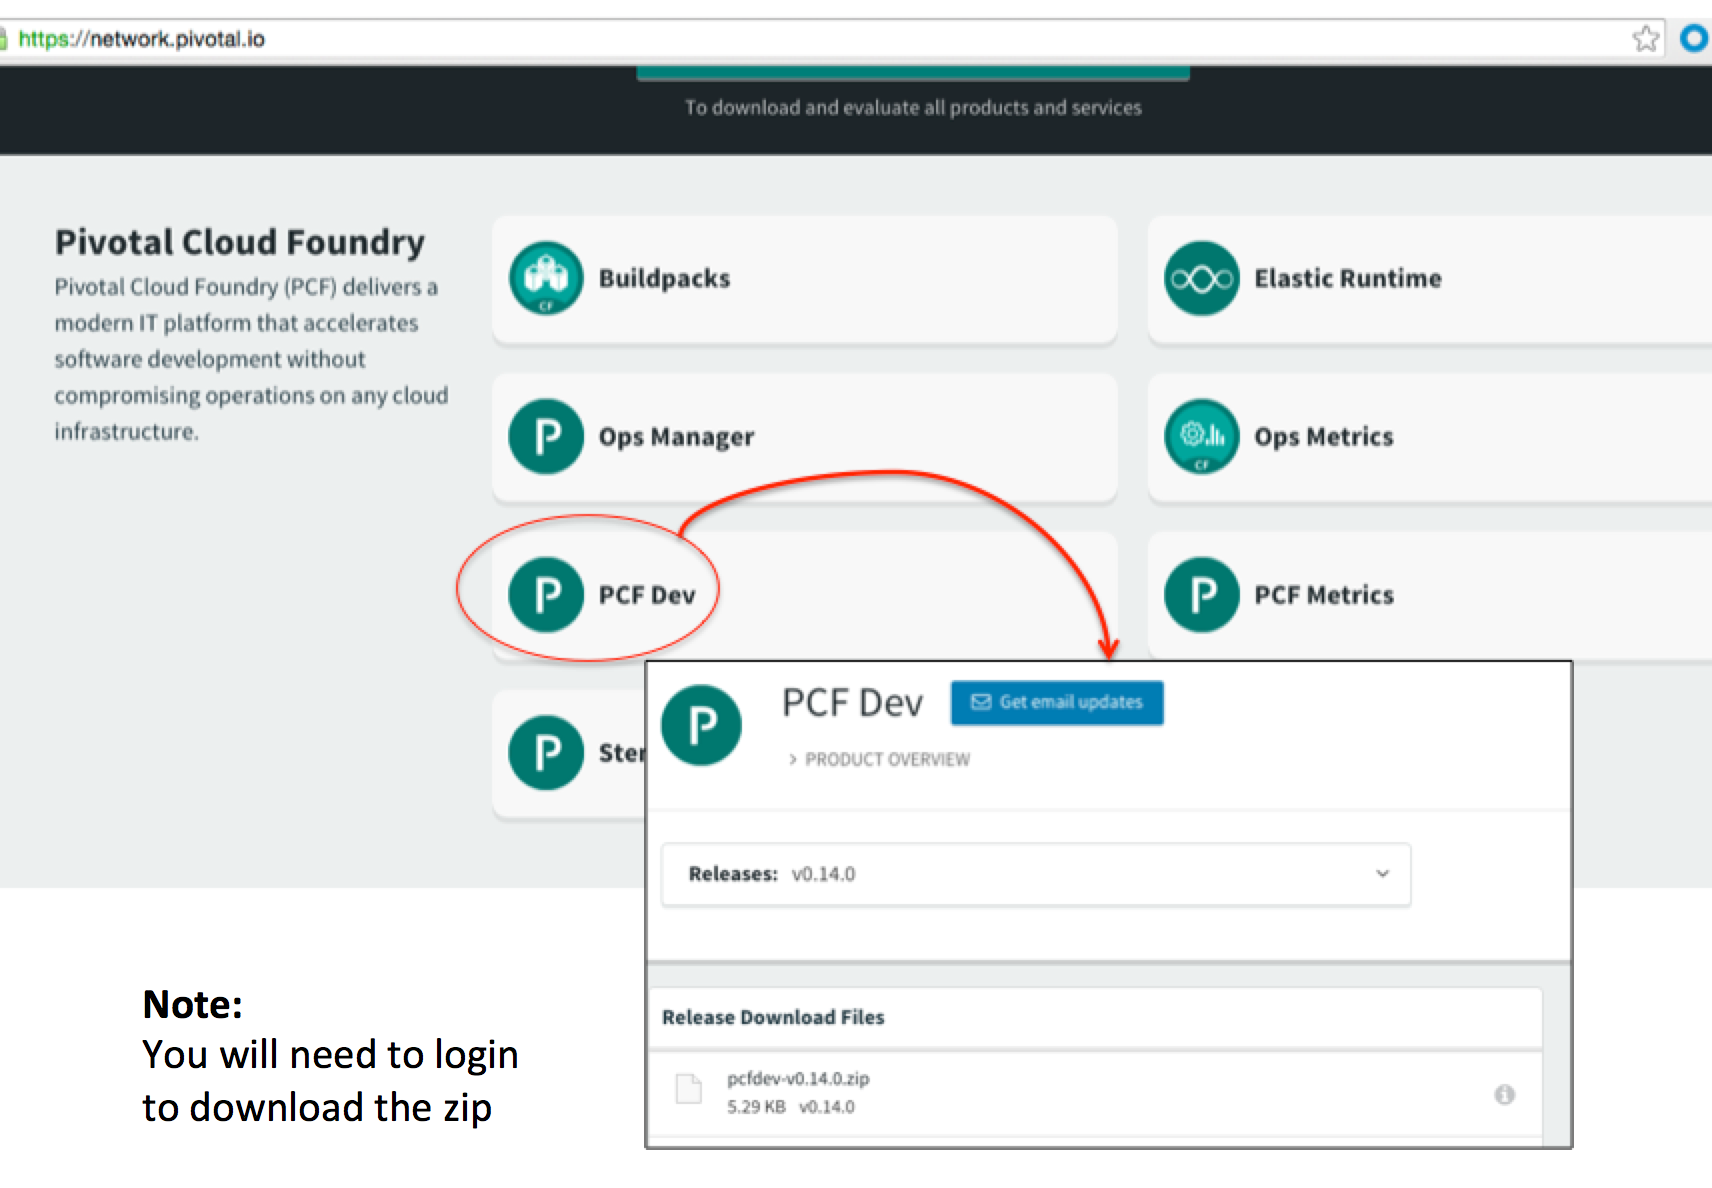 https://network.pivotal.io
To download and evaluate all products and services
Pivotal Cloud Foundry
Pivotal Cloud Foundry (PCF) delivers a
modern IT platform that accelerates
software development without
compromising operations on any cloud
infrastructure.
CF
Buildpacks
Elastic Runtime
P
Ops Manager
CF
Ops Metrics
P
PCF Dev
P
PCF Metrics
P
P
PCF Dev
Get email updates
> PRODUCT OVERVIEW
Releases: v0.14.0
Release Download Files
pcfdev-v0.14.0.zip
5.29 KB v0.14.0
Note:
You will need to login
to download the zip